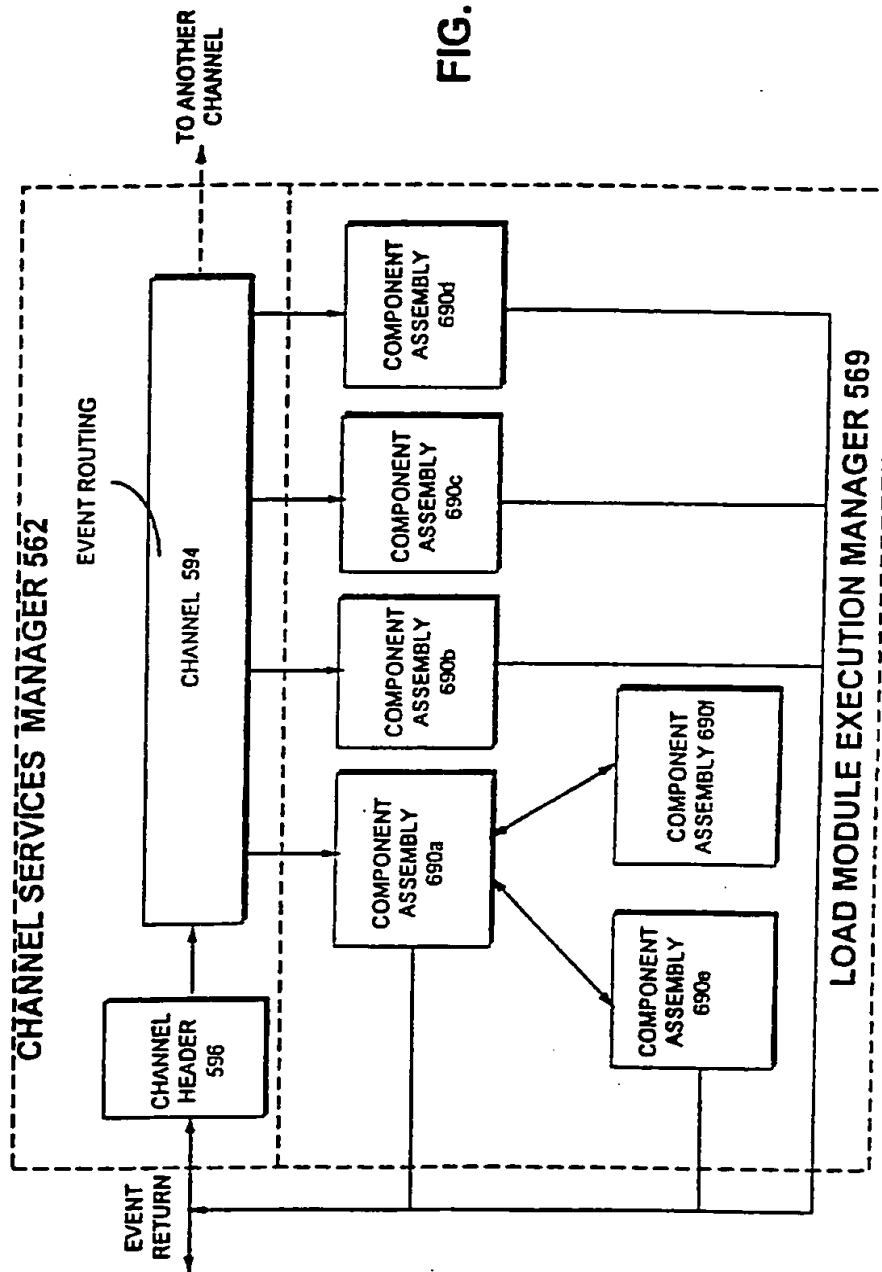 CHANNEL SERVICES MANAGER 562
EVENT ROUTING
TO ANOTHER
CHANNEL
CHANNEL
HEADER
596
CHANNEL 594
EVENT
RETURN
COMPONENT
ASSEMBLY
690a
COMPONENT
ASSEMBLY
690b
COMPONENT
ASSEMBLY
690c
COMPONENT
ASSEMBLY
690d
COMPONENT
ASSEMBLY
690e
COMPONENT
ASSEMBLY 690f
LOAD MODULE EXECUTION MANAGER 569
FIG.